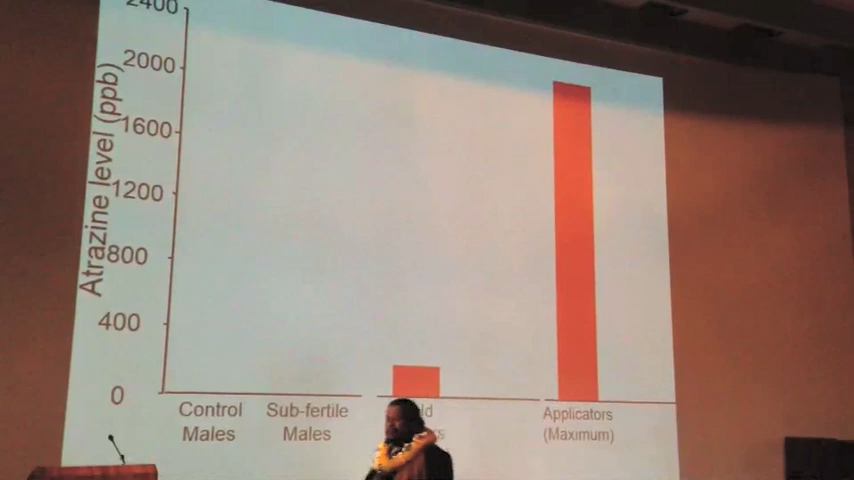 2400
2000
1600
1200
800
400
0
Atrazine level (ppb)
Control Males
Sub-fertile Males
Applicators (Maximum)